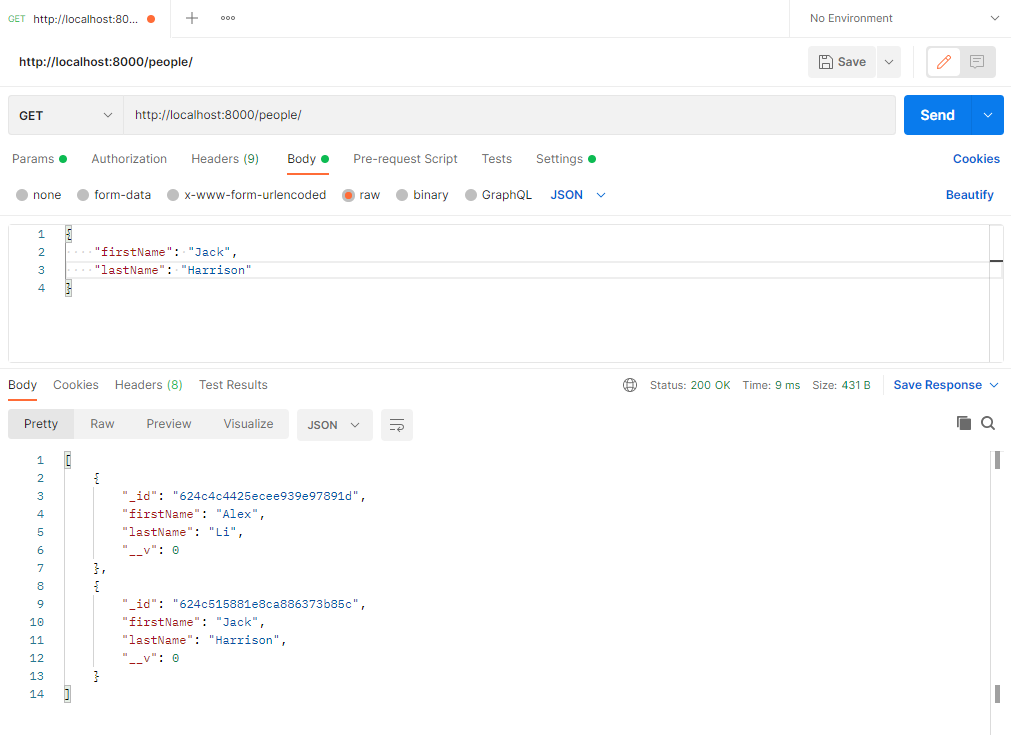 GET http://localhost:80...
No Environment
http://localhost:8000/people/
Save
GET http://localhost:8000/people/ Send
Params Authorization Headers (9) Body Pre-request Script Tests Settings Cookies
none form-data x-www-form-urlencoded raw binary GraphQL JSON Beautify
1 {
2 "firstName": "Jack",
3 "lastName": "Harrison"
4 }
Body Cookies Headers (8) Test Results Status: 200 OK Time: 9 ms Size: 431 B Save Response
Pretty Raw Preview Visualize JSON
1 [
2 {
3 "_id": "624c4c4425ecee939e97891d",
4 "firstName": "Alex",
5 "lastName": "Li",
6 "__v": 0
7 },
8 {
9 "_id": "624c515881e8ca886373b85c",
10 "firstName": "Jack",
11 "lastName": "Harrison",
12 "__v": 0
13 }
14 ]